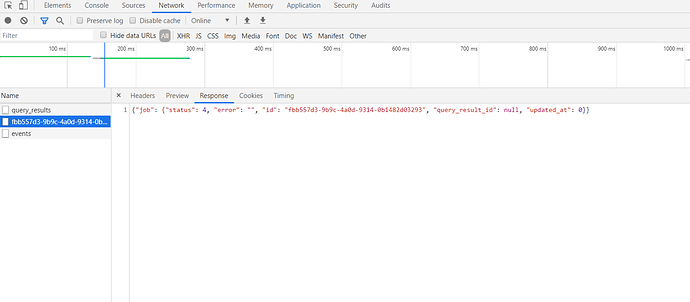 Elements Console Sources Network Performance Memory Application Security Audits
Preserve log Disable cache Online
Filter Hide data URLs All XHR JS CSS Img Media Font Doc WS Manifest Other
100 ms 200 ms 300 ms 400 ms 500 ms 600 ms 700 ms 800 ms 900 ms 1000 ms
Name Headers Preview Response Cookies Timing
query_results 1 {"job": {"status": 4, "error": "", "id": "fbb557d3-9b9c-4a0d-9314-0b1482d03293", "query_result_id": null, "updated_at": 0}}
fbb557d3-9b9c-4a0d-9314-0b...
events